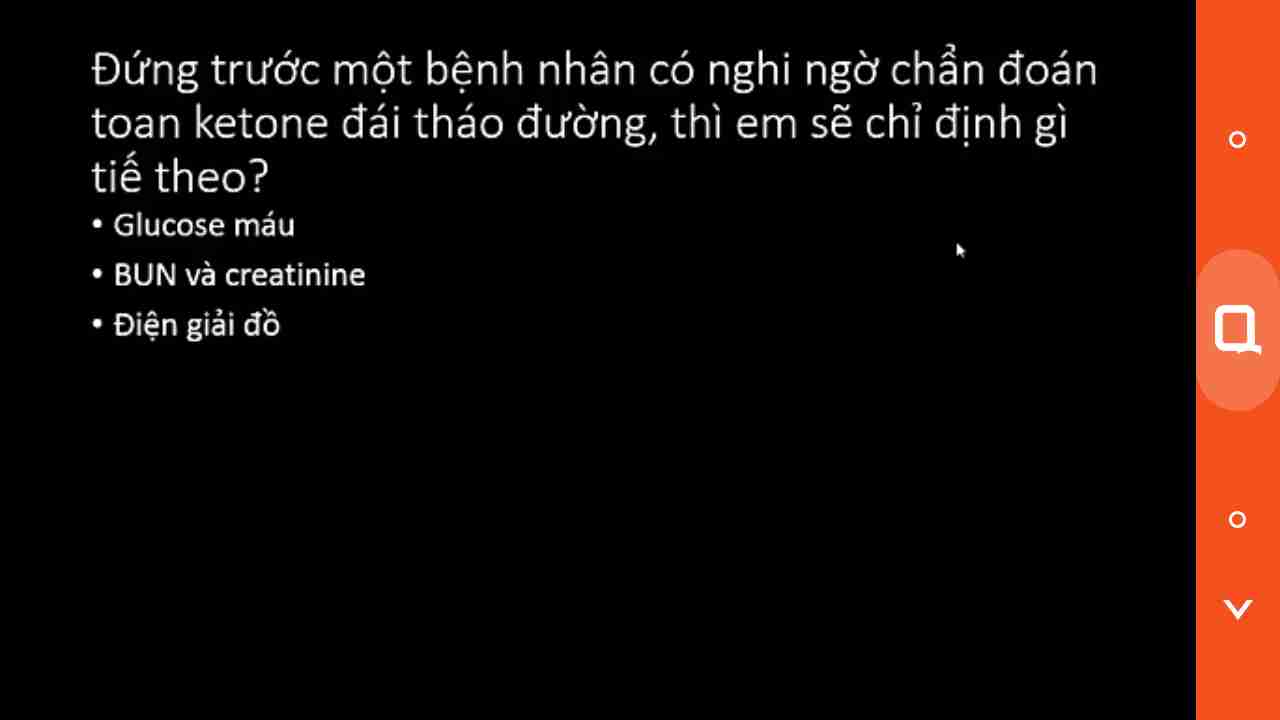 Đứng trước một bệnh nhân có nghi ngờ chẩn đoán
toan ketone đái tháo đường, thì em sẽ chỉ định gì
tiế theo?
• Glucose máu
• BUN và creatinine
• Điện giải đồ